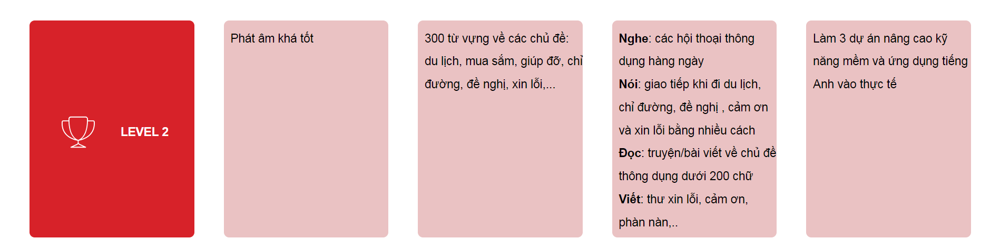 LEVEL 2
Phát âm khá tốt
300 từ vựng về các chủ đề:
du lịch, mua sắm, giúp đỡ, chỉ
đường, đề nghị, xin lỗi,...
Nghe: các hội thoại thông
dụng hàng ngày
Nói: giao tiếp khi đi du lịch,
chỉ đường, đề nghị , cảm ơn
và xin lỗi bằng nhiều cách
Đọc: truyện/bài viết về chủ đề
thông dụng dưới 200 chữ
Viết: thư xin lỗi, cảm ơn,
phàn nàn,..
Làm 3 dự án nâng cao kỹ
năng mềm và ứng dụng tiếng
Anh vào thực tế